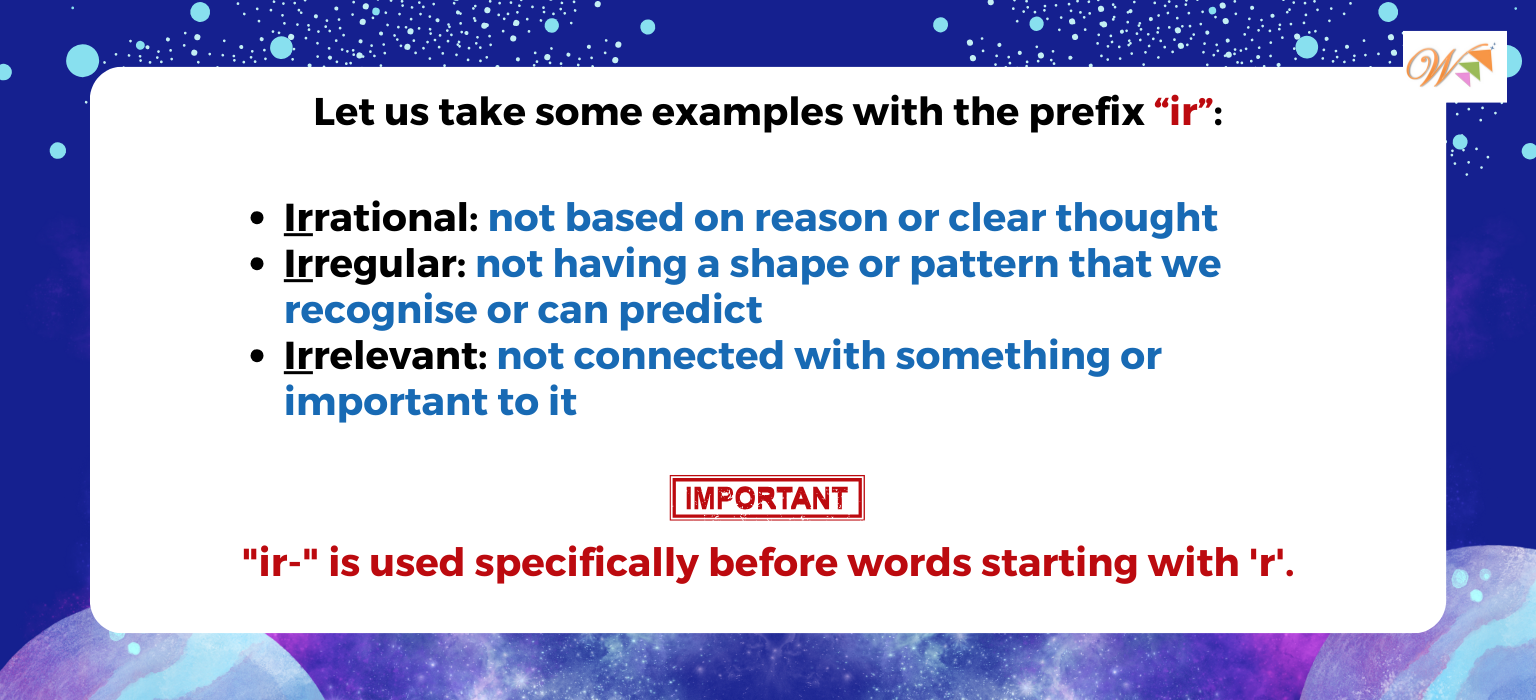 W
Let us take some examples with the prefix “ir”:
• Irrational: not based on reason or clear thought
• Irregular: not having a shape or pattern that we
recognise or can predict
• Irrelevant: not connected with something or
important to it
IMPORTANT
"ir-" is used specifically before words starting with 'r'.